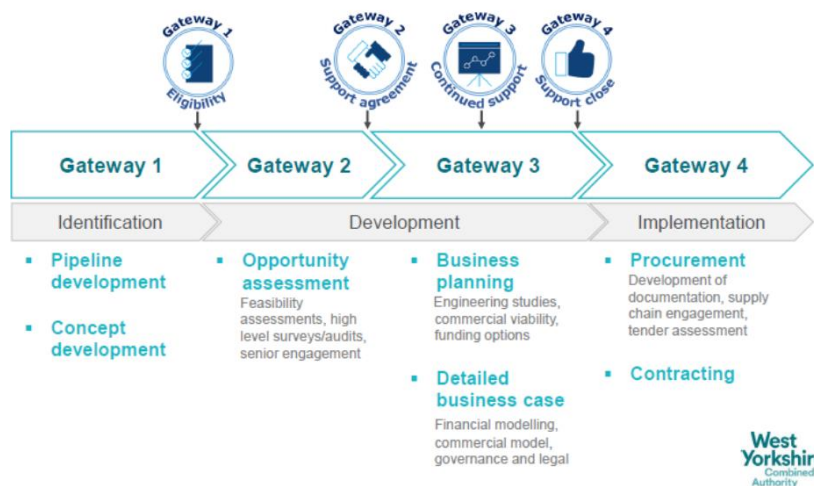 Gateway 1
Eligibility
Gateway 2
Support agreement
Gateway 3
Continued support
Gateway 4
Support close
Gateway 1
Gateway 2
Gateway 3
Gateway 4
Identification
Development
Implementation
Pipeline
development
Concept
development
Opportunity
assessment
Feasibility
assessments, high
level surveys/audits,
senior engagement
Business
planning
Engineering studies,
commercial viability,
funding options
Detailed
business case
Financial modelling,
commercial model,
governance and legal
Procurement
Development of
documentation, supply
chain engagement,
tender assessment
Contracting
West
Yorkshir
Combined
Authority